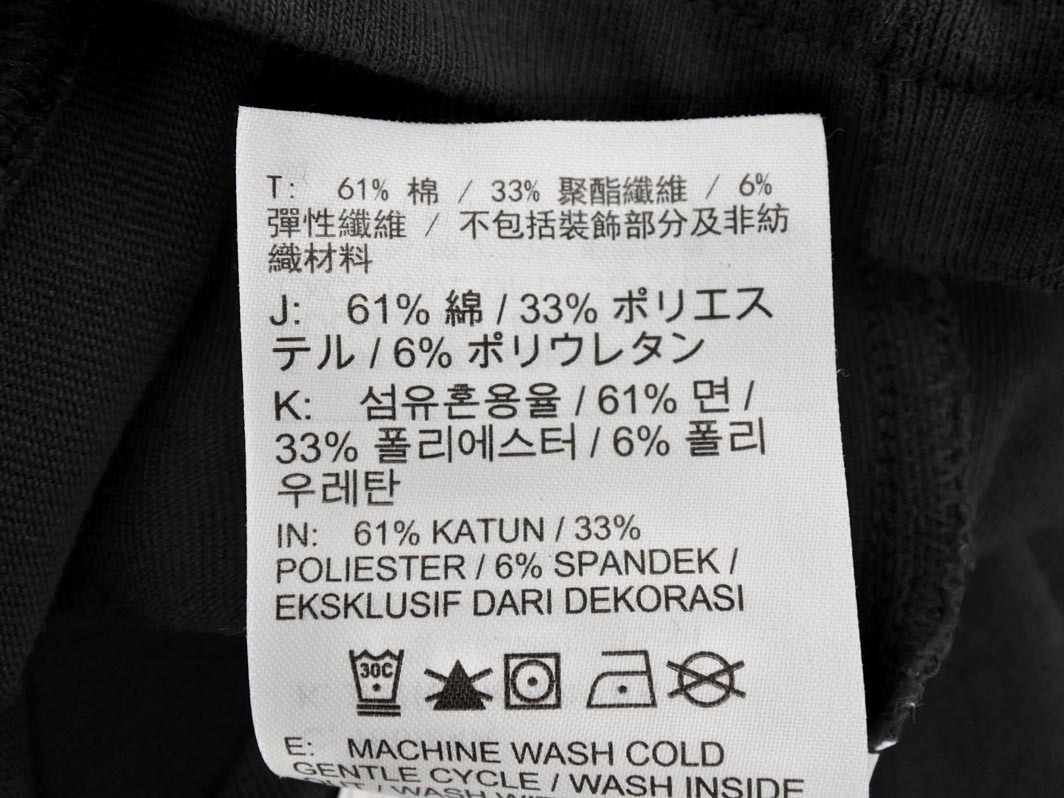 T: 61% 棉 / 33% 聚酯纖維 / 6%
彈性纖維 / 不包括裝飾部分及非紡
織材料
J: 61% 綿 / 33% ポリエス
テル / 6% ポリウレタン
K: 섬유혼용율 / 61% 면 /
33% 폴리에스터 / 6% 폴리
우레탄
IN: 61% KATUN / 33%
POLIESTER / 6% SPANDEK /
EKSKLUSIF DARI DEKORASI
30C
E: MACHINE WASH COLD
GENTLE CYCLE / WASH INSIDE
OUT / WASH